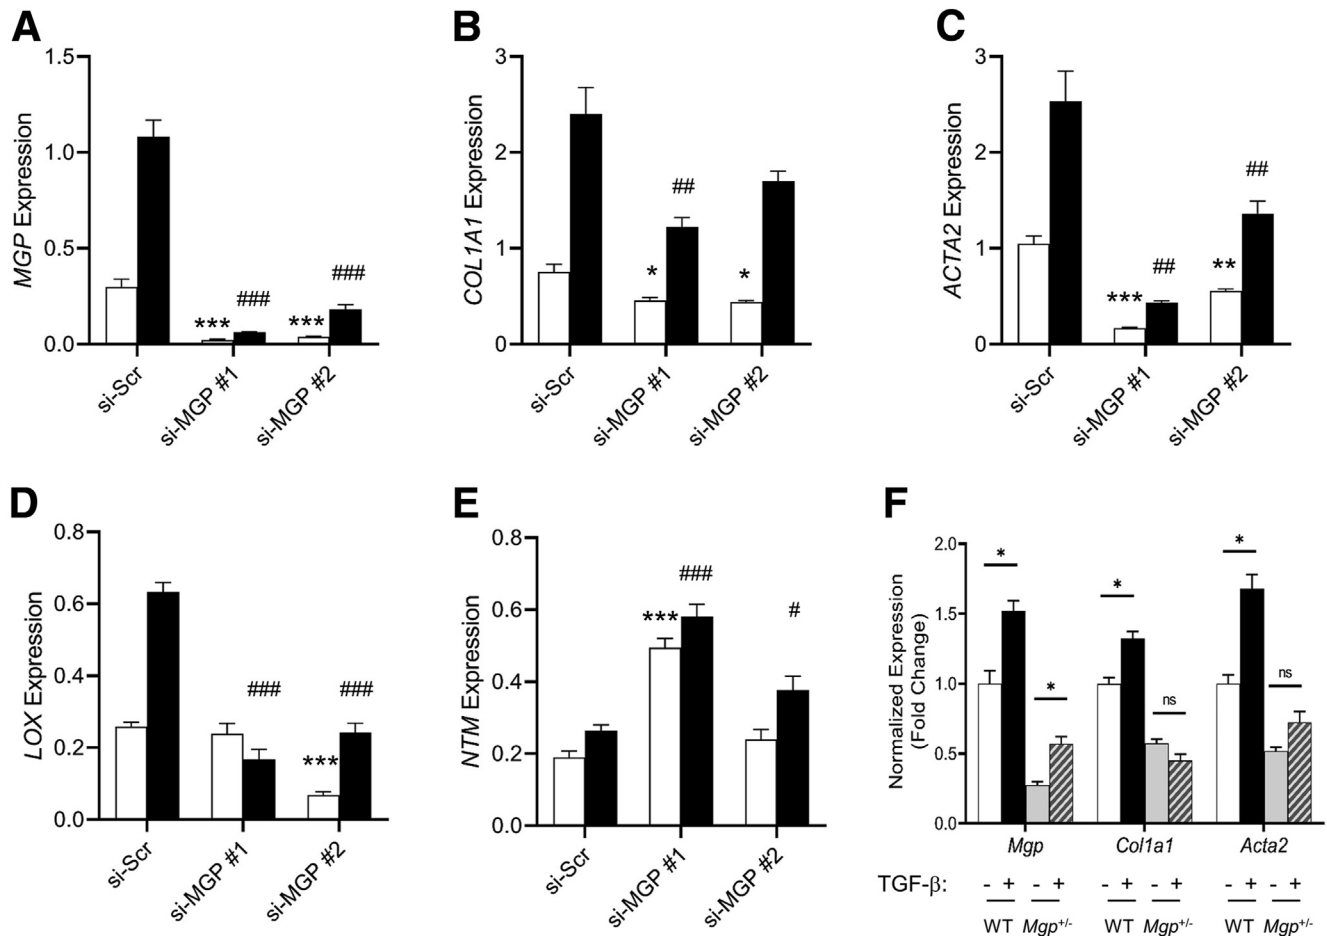 A
MGP Expression
1.5
1.0
0.5
0.0
***
###
***
###
si-Scr
si-MGP #1
si-MGP #2
B
COL1A1 Expression
3
2
1
0
*
##
*
si-Scr
si-MGP #1
si-MGP #2
C
ACTA2 Expression
3
2
1
0
***
##
**
##
si-Scr
si-MGP #1
si-MGP #2
D
LOX Expression
0.8
0.6
0.4
0.2
0.0
###
***
###
si-Scr
si-MGP #1
si-MGP #2
E
NTM Expression
0.8
0.6
0.4
0.2
0.0
***
###
#
si-Scr
si-MGP #1
si-MGP #2
F
Normalized Expression
(Fold Change)
2.0
1.5
1.0
0.5
0.0
*
*
*
ns
*
ns
Mgp Col1a1 Acta2
TGF-β: - + - + - + - + - + - +
WT Mgp+/- WT Mgp+/- WT Mgp+/-